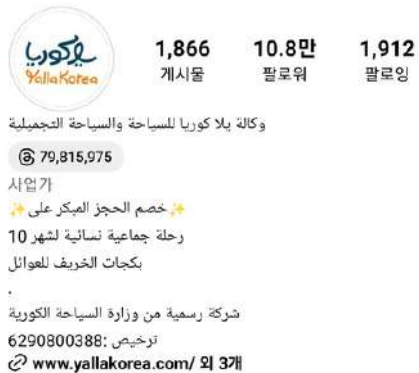 يلا كوريا
Yalla Korea
1,866 10.8만 1,912
게시물 팔로워 팔로잉
وكالة يلا كوريا للسياحة والسياحة التجميلية
79,815,975
사업가
✨خصم الحجز المبكر على✨
رحلة جماعية نسائية لشهر 10
بكجات الخريف للعوائل
.
شركة رسمية من وزارة السياحة الكورية
ترخيص :6290800388
www.yallakorea.com/ 외 3개